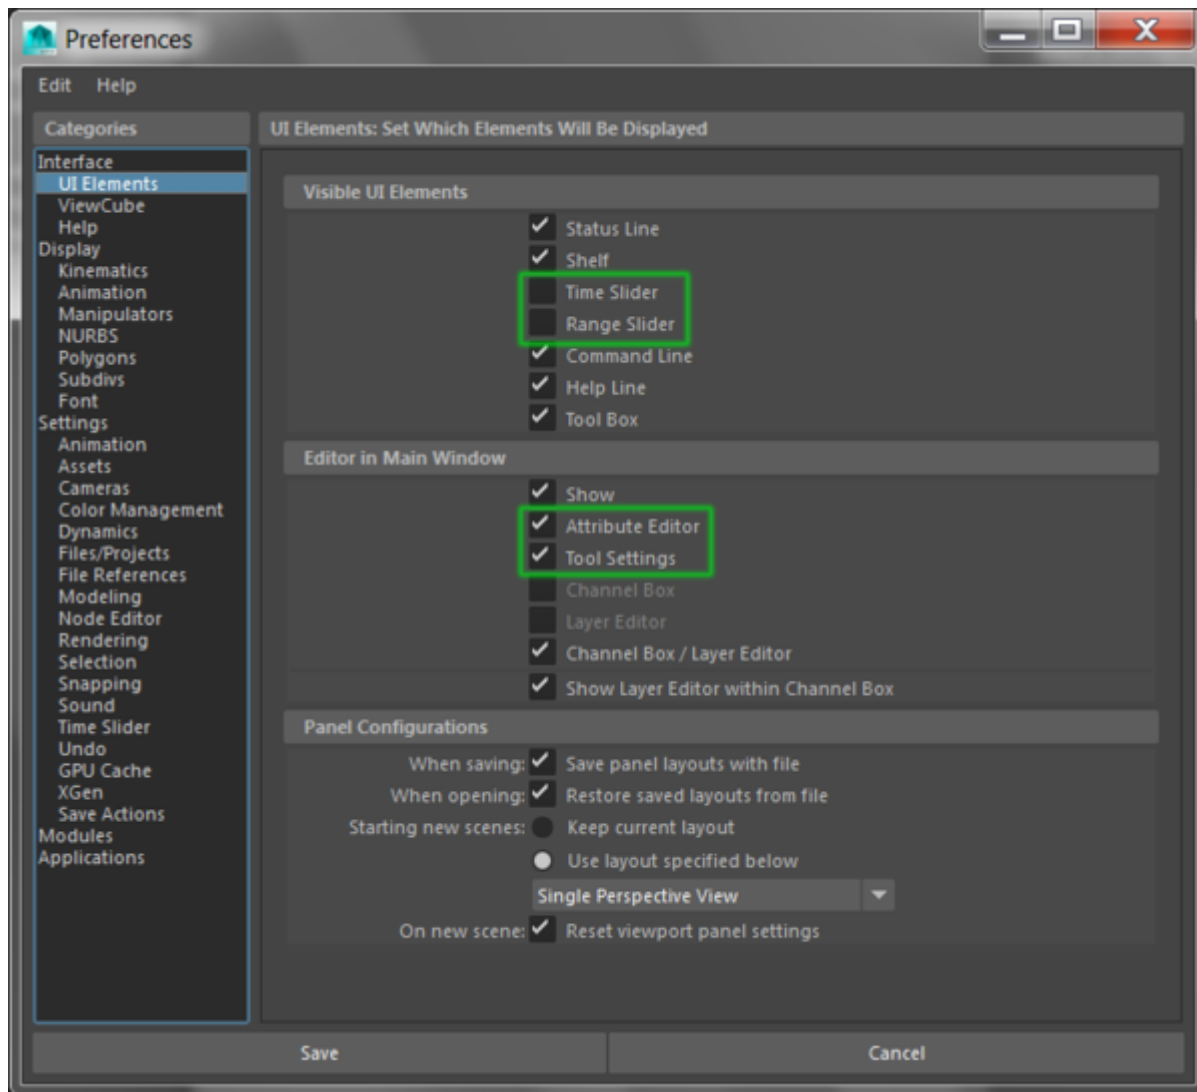 Preferences
Edit Help
Categories
Interface
UI Elements
ViewCube
Help
Display
Kinematics
Animation
Manipulators
NURBS
Polygons
Subdivs
Font
Settings
Animation
Assets
Cameras
Color Management
Dynamics
Files/Projects
File References
Modeling
Node Editor
Rendering
Selection
Snapping
Sound
Time Slider
Undo
GPU Cache
XGen
Save Actions
Modules
Applications
UI Elements: Set Which Elements Will Be Displayed
Visible UI Elements
Status Line
Shelf
Time Slider
Range Slider
Command Line
Help Line
Tool Box
Editor in Main Window
Show
Attribute Editor
Tool Settings
Channel Box
Layer Editor
Channel Box / Layer Editor
Show Layer Editor within Channel Box
Panel Configurations
When saving: Save panel layouts with file
When opening: Restore saved layouts from file
Starting new scenes: Keep current layout
Use layout specified below
Single Perspective View
On new scene: Reset viewport panel settings
Save Cancel